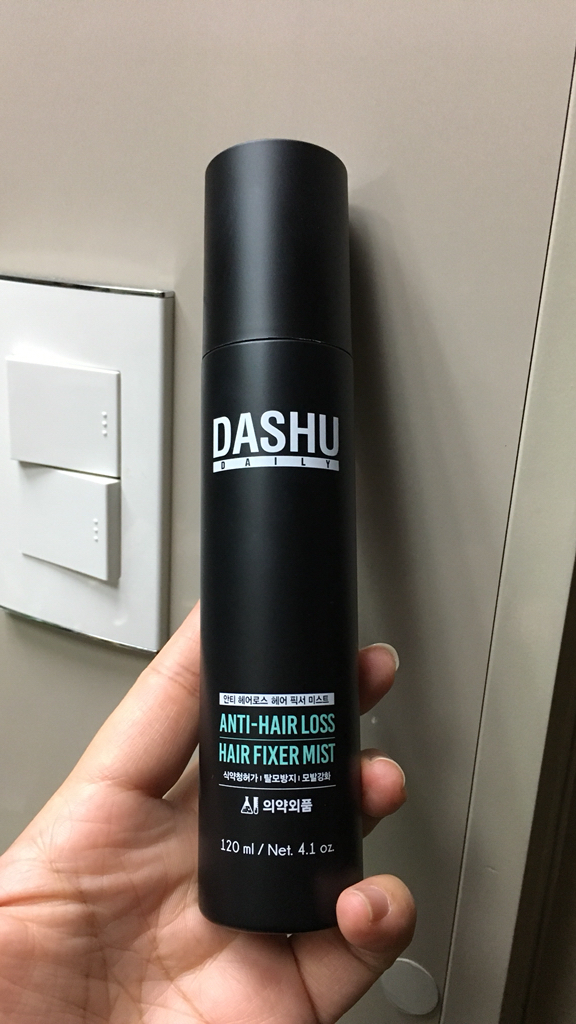 DASHU
DAILY
안티 헤어로스 헤어 픽서 미스트
ANTI-HAIR LOSS
HAIR FIXER MIST
식약청허가 I 탈모방지 I 모발강화
의약외품
120 ml / Net. 4.1 oz.